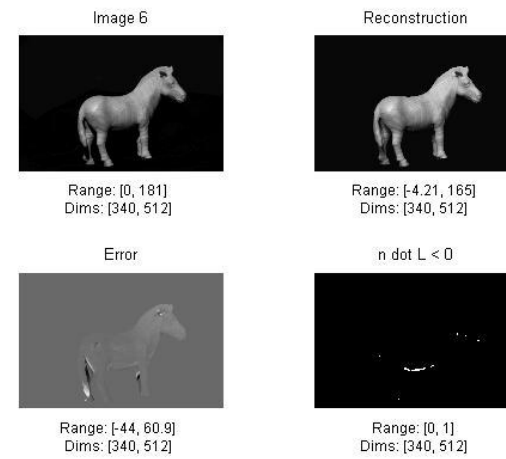 Image 6
Reconstruction
Range: [0, 181]
Dims: [340, 512]
Range: [-4.21, 165]
Dims: [340, 512]
Error
n dot L < 0
Range: [-44, 60.9]
Dims: [340, 512]
Range: [0, 1]
Dims: [340, 512]